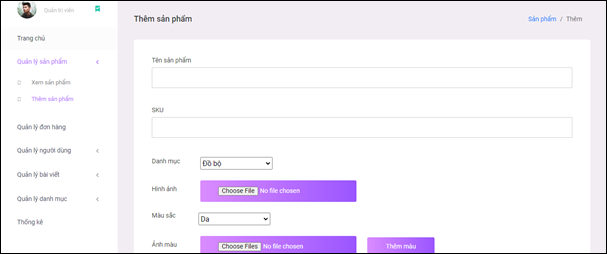 Quản trị viên
Thêm sản phẩm
Sản phẩm / Thêm
Trang chủ
Quản lý sản phẩm
Xem sản phẩm
Thêm sản phẩm
Quản lý đơn hàng
Quản lý người dùng
Quản lý bài viết
Quản lý danh mục
Thống kê
Tên sản phẩm
SKU
Danh mục
Đồ bộ
Hình ảnh
Choose File No file chosen
Màu sắc
Da
Ảnh màu
Choose Files No file chosen
Thêm màu